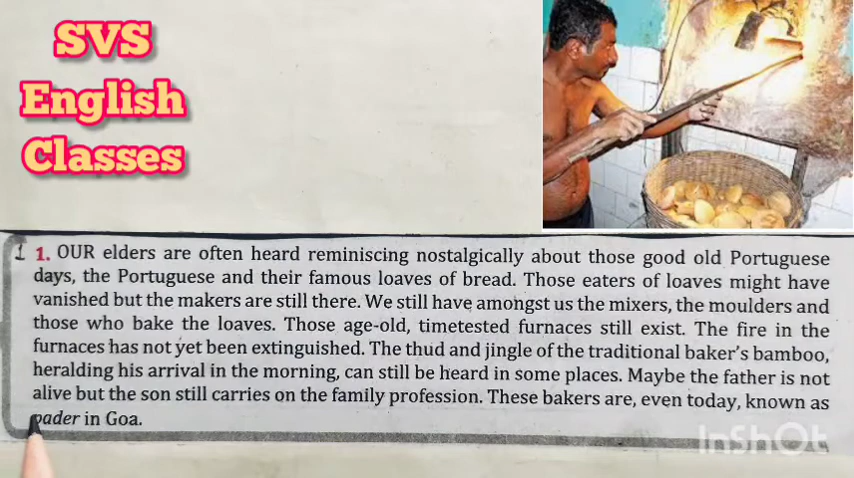 SVS
English
Classes
1 1. OUR elders are often heard reminiscing nostalgically about those good old Portuguese
days, the Portuguese and their famous loaves of bread. Those eaters of loaves might have
vanished but the makers are still there. We still have amongst us the mixers, the moulders and
those who bake the loaves. Those age-old, timetested furnaces still exist. The fire in the
furnaces has not yet been extinguished. The thud and jingle of the traditional baker's bamboo,
heralding his arrival in the morning, can still be heard in some places. Maybe the father is not
alive but the son still carries on the family profession. These bakers are, even today, known as
pader in Goa.
InShOt